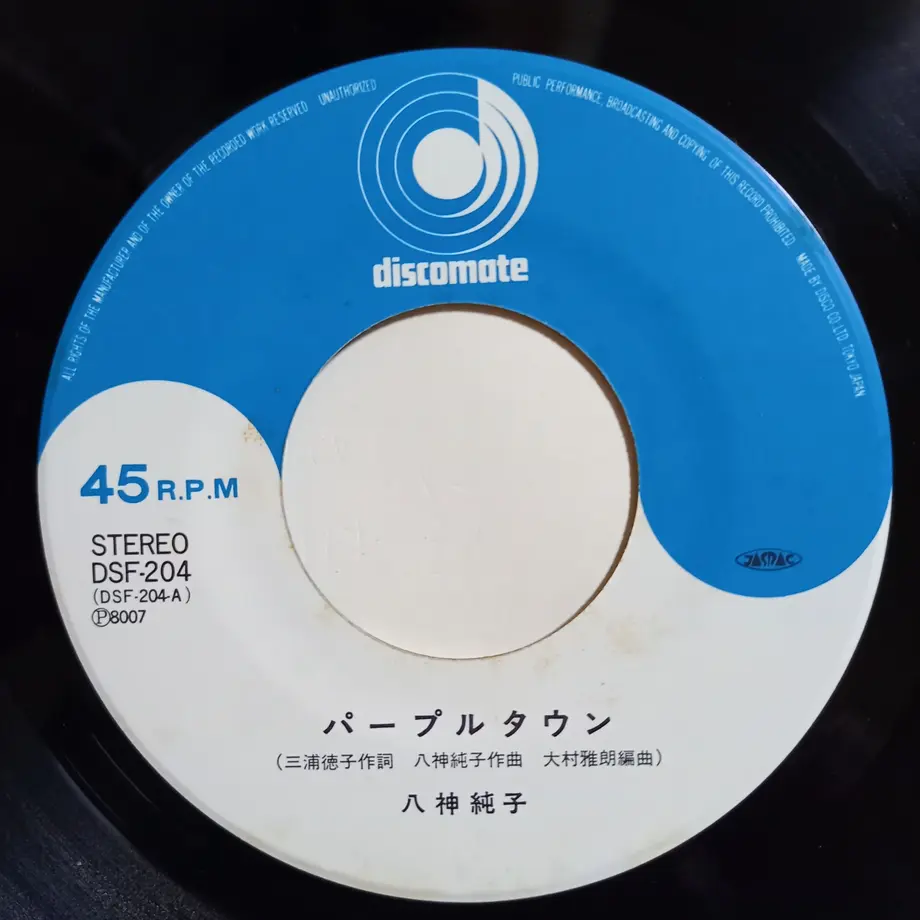 ALL RIGHTS OF THE MANUFACTURER AND OF THE OWNER OF THE RECORDED WORK RESERVED UNAUTHORIZED PUBLIC PERFORMANCE, BROADCASTING AND COPYING OF THIS RECORD PROHIBITED MADE BY DISCO CO. LTD. TOKYO JAPAN
discomate
45 R.P.M
STEREO
DSF-204
(DSF-204-A)
Ⓟ8007
JASRAC
パープルタウン
(三浦徳子作詞 八神純子作曲 大村雅朗編曲)
八神純子